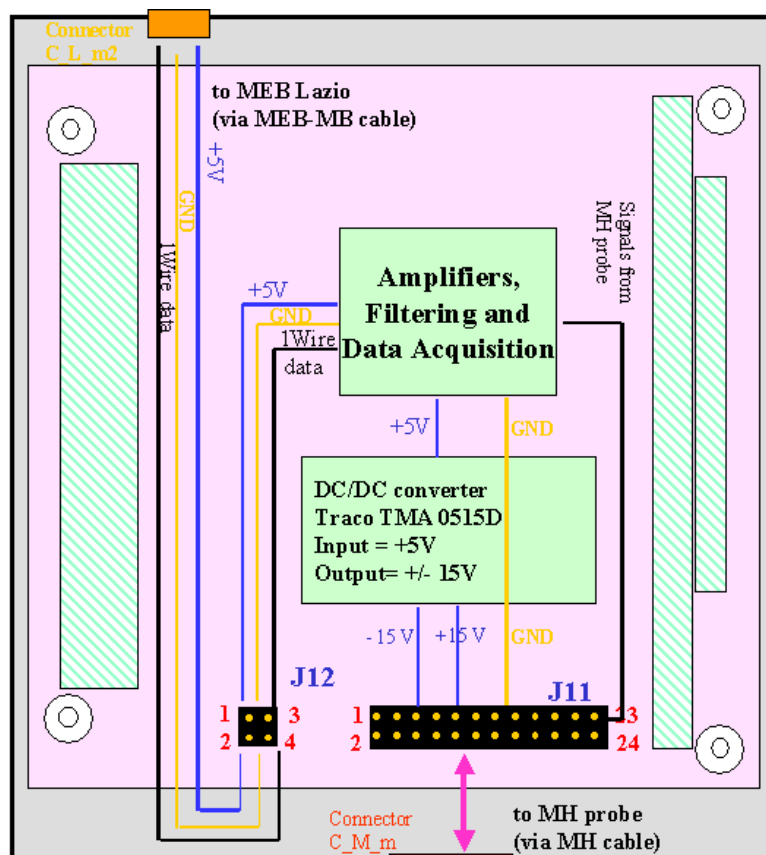 Connector
C_L_m2
to MEB Lazio
(via MEB-MB cable)
+5V
GND
1Wire data
Signals from
MH probe
+5V
GND
1Wire
data
Amplifiers,
Filtering and
Data Acquisition
+5V
GND
DC/DC converter
Traco TMA 0515D
Input = +5V
Output= +/- 15V
- 15 V
+15 V
GND
J12
J11
1
3
2
4
1
23
2
24
Connector
C_M_m
to MH probe
(via MH cable)